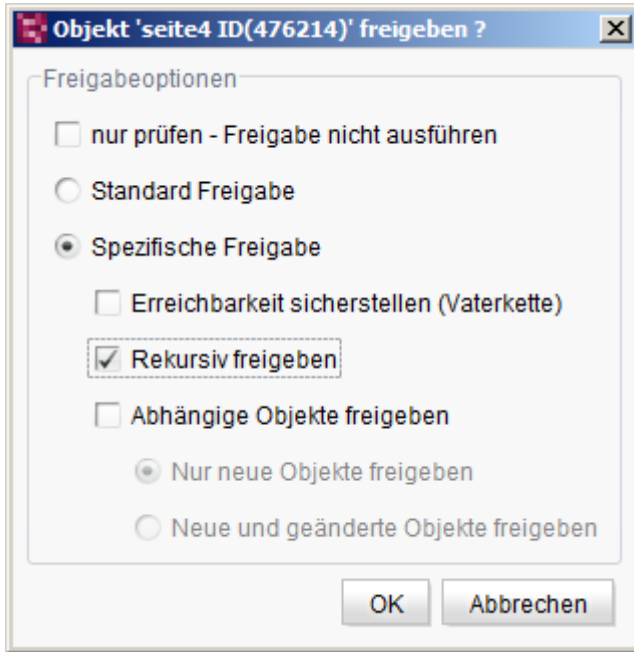 Objekt 'seite4 ID(476214)' freigeben ?
Freigabeoptionen
nur prüfen - Freigabe nicht ausführen
Standard Freigabe
Spezifische Freigabe
Erreichbarkeit sicherstellen (Vaterkette)
Rekursiv freigeben
Abhängige Objekte freigeben
Nur neue Objekte freigeben
Neue und geänderte Objekte freigeben
OK Abbrechen